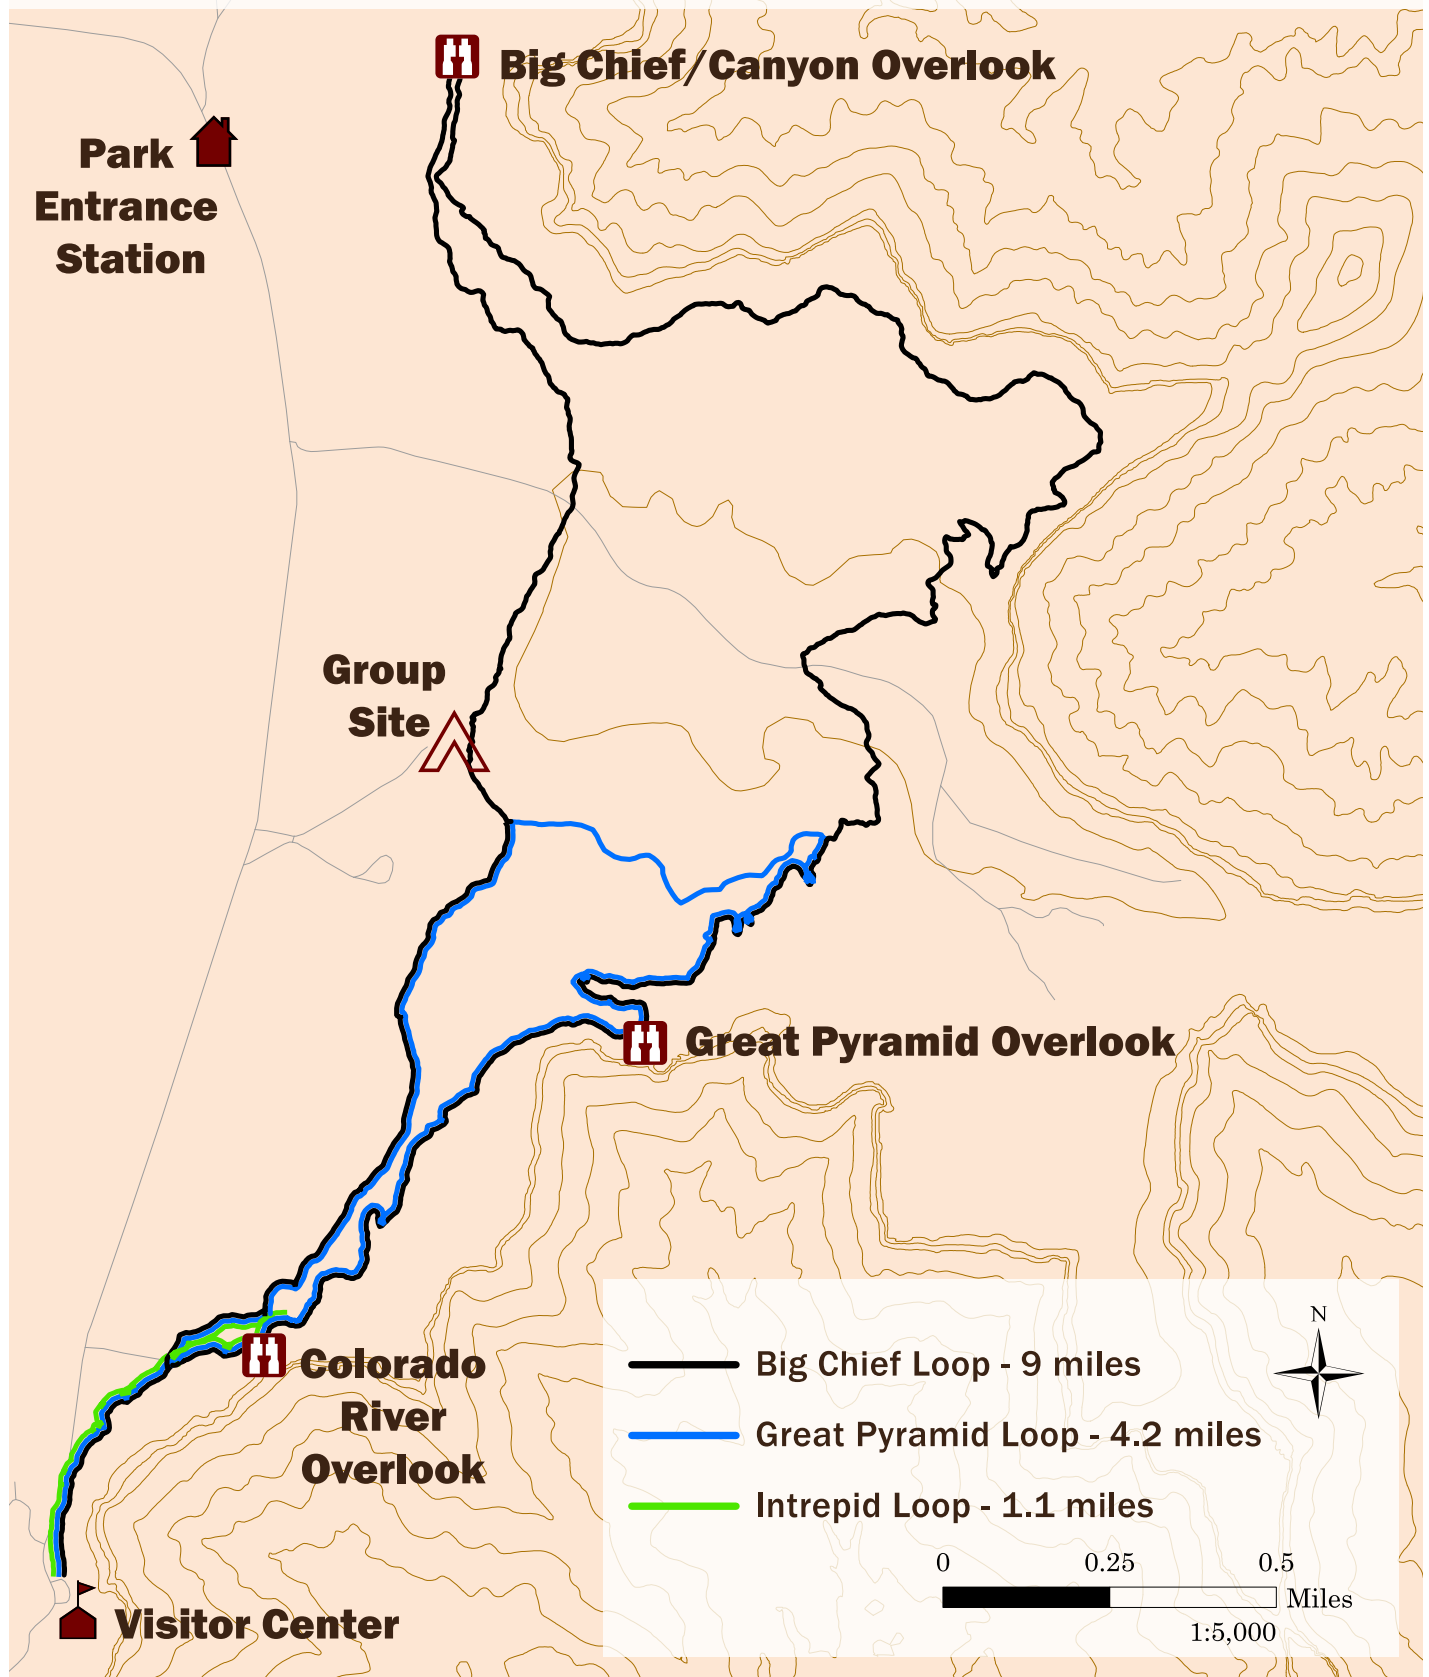 Big Chief/Canyon Overlook
Park
Entrance
Station
Group
Site
Great Pyramid Overlook
Colorado
River
Overlook
Visitor Center
N
Big Chief Loop - 9 miles
Great Pyramid Loop - 4.2 miles
Intrepid Loop - 1.1 miles
0 0.25 0.5
Miles
1:5,000